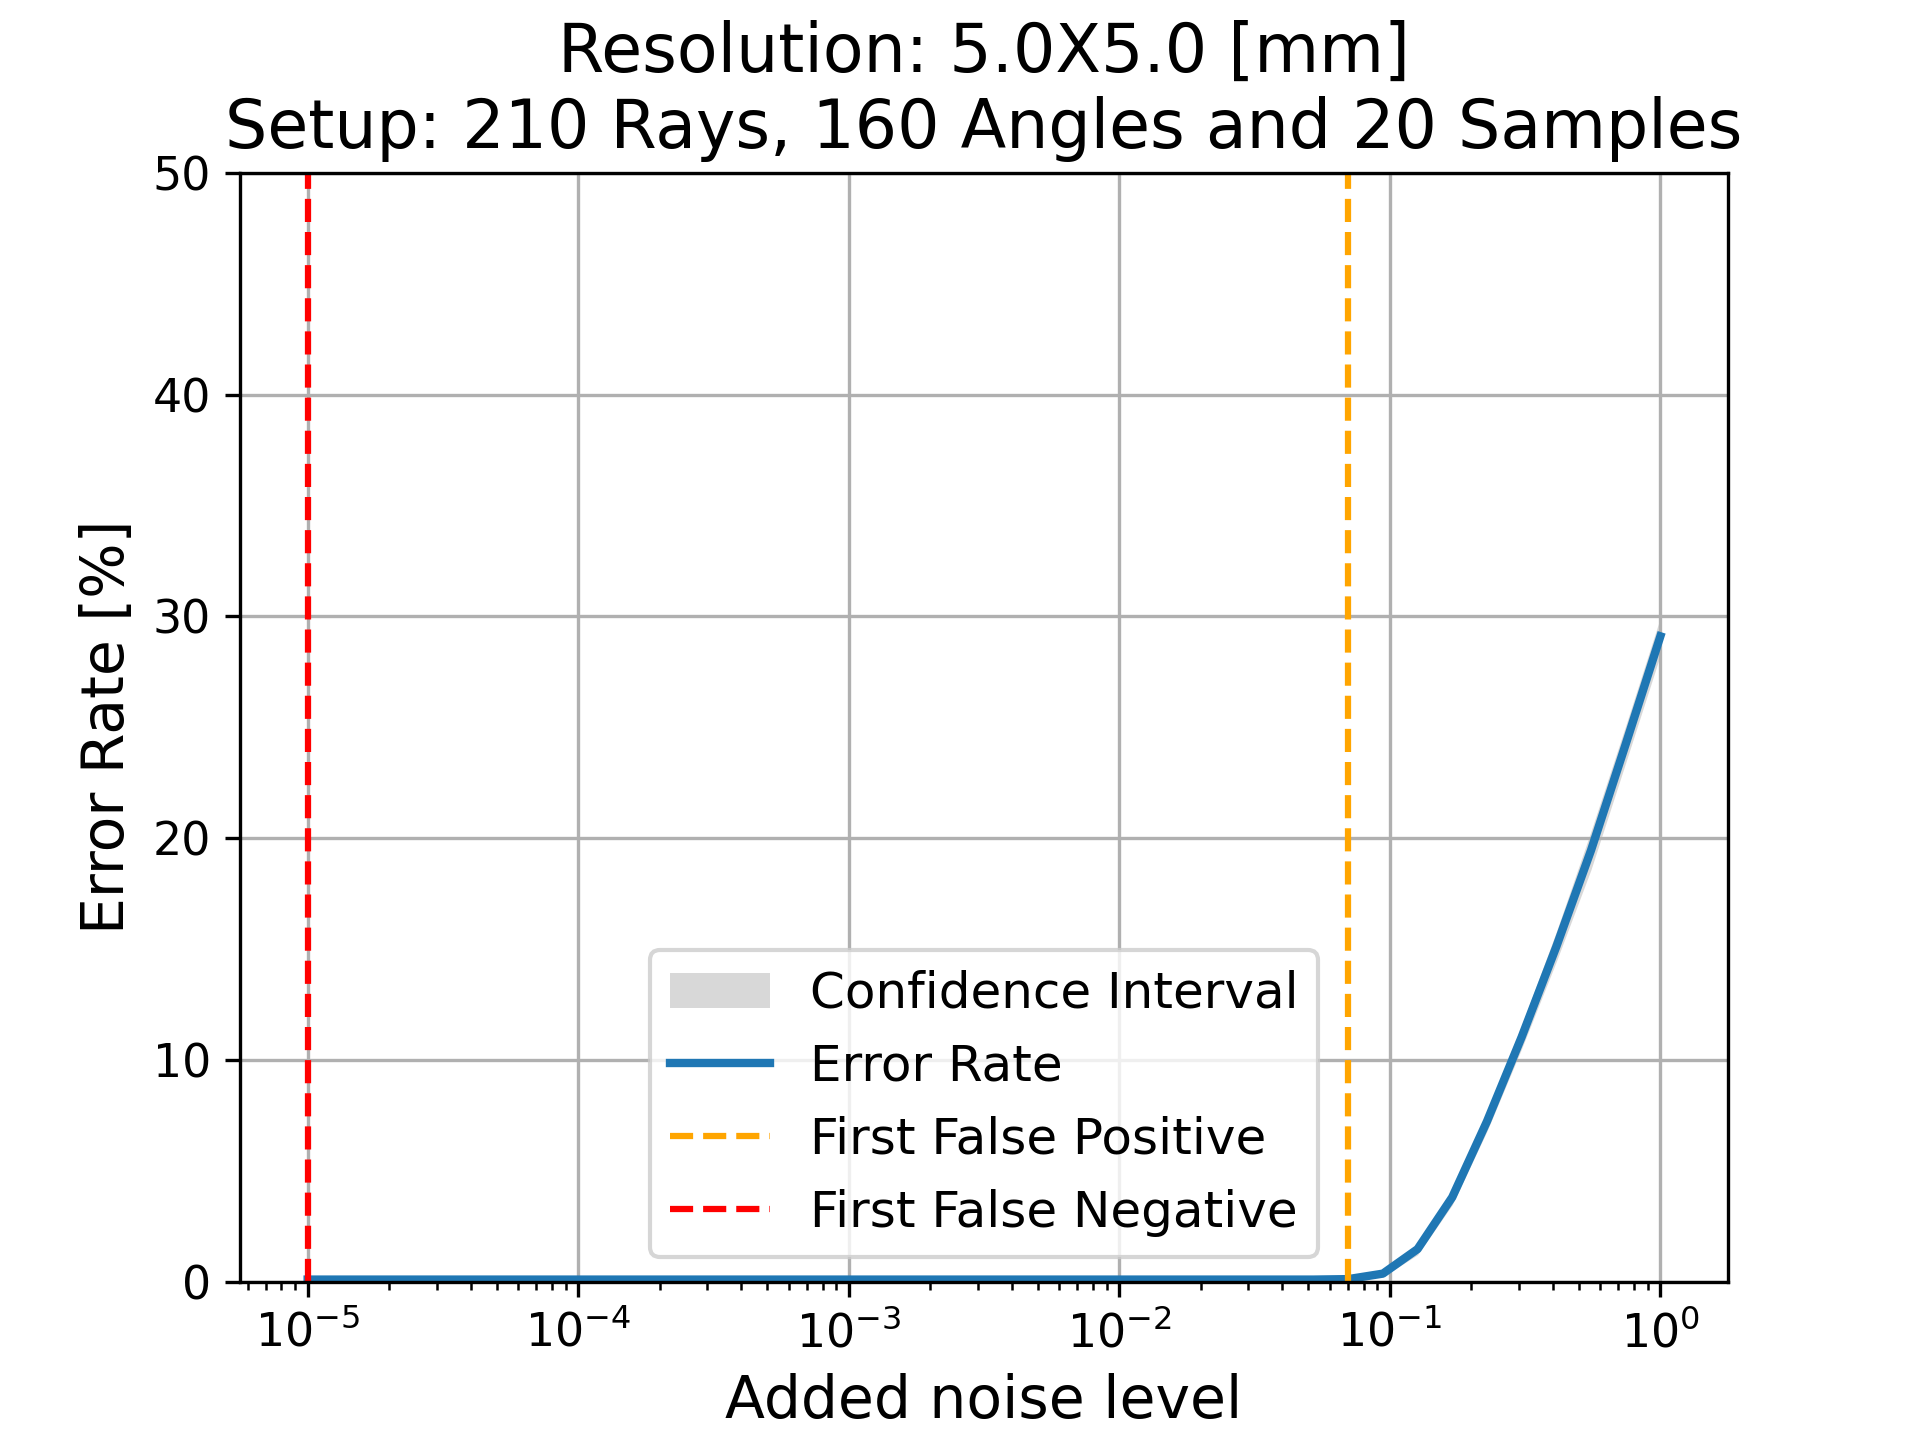 Resolution: 5.0X5.0 [mm]
Setup: 210 Rays, 160 Angles and 20 Samples
50
40
30
20
10
0
Error Rate [%]
Confidence Interval
Error Rate
First False Positive
First False Negative
10⁻⁵ 10⁻⁴ 10⁻³ 10⁻² 10⁻¹ 10⁰
Added noise level